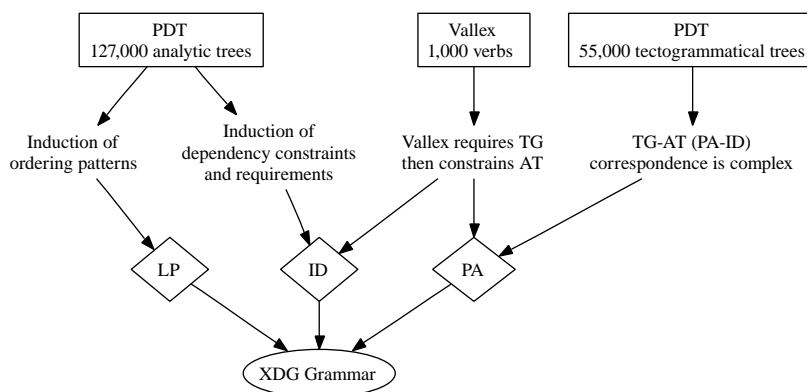 PDT
127,000 analytic trees
Vallex
1,000 verbs
PDT
55,000 tectogrammatical trees
Induction of
ordering patterns
Induction of
dependency constraints
and requirements
Vallex requires TG
then constrains AT
TG-AT (PA-ID)
correspondence is complex
LP
ID
PA
XDG Grammar